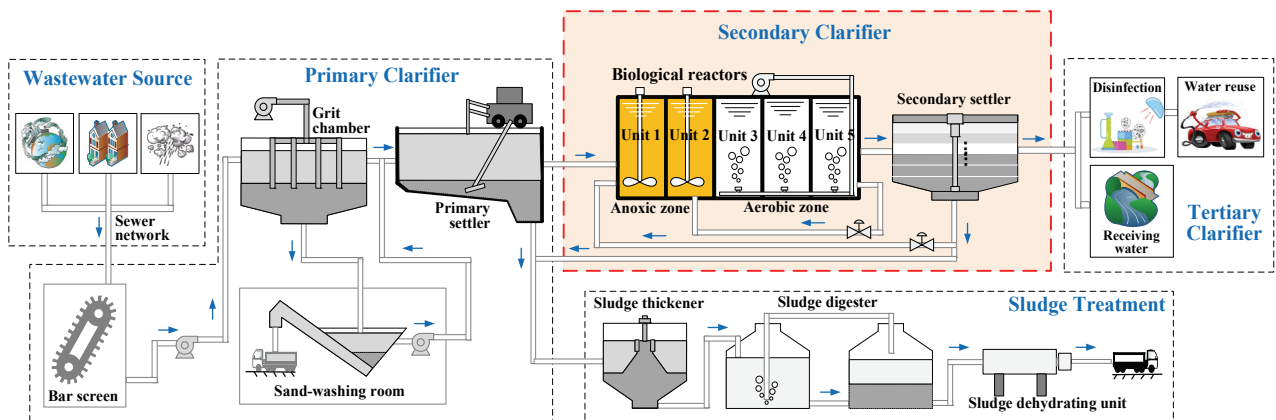 Wastewater Source
Sewer
network
Bar screen
Primary Clarifier
Grit
chamber
Primary
settler
Sand-washing room
Secondary Clarifier
Biological reactors
Unit 1
Unit 2
Unit 3
Unit 4
Unit 5
Anoxic zone
Aerobic zone
Secondary settler
Disinfection
Water reuse
Receiving
water
Tertiary
Clarifier
Sludge Treatment
Sludge thickener
Sludge digester
Sludge dehydrating unit